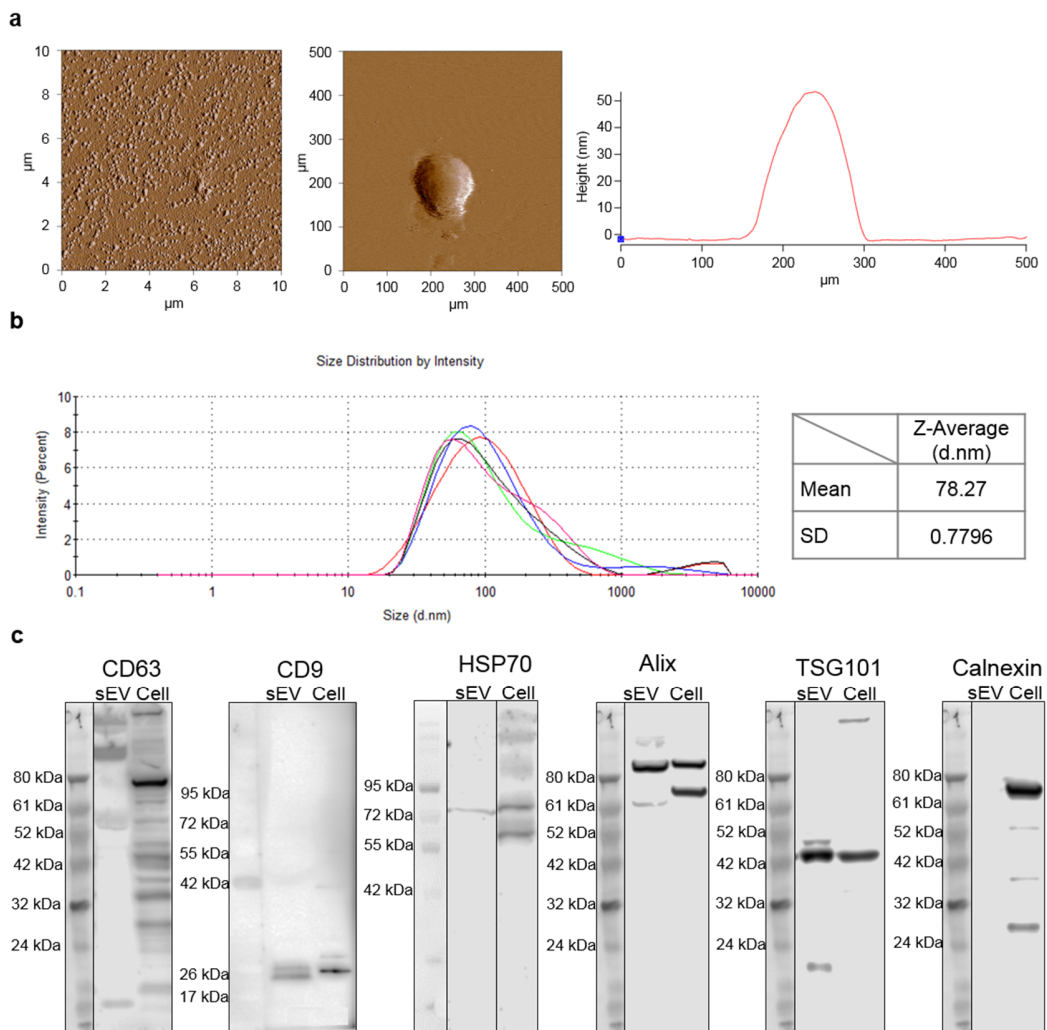 a
10
8
6
4
2
0
µm
0 2 4 6 8 10
µm
500
400
300
200
100
0
µm
0 100 200 300 400 500
µm
50
40
30
20
10
0
Height (nm)
0 100 200 300 400 500
µm
b
Size Distribution by Intensity
10
8
6
4
2
0
Intensity (Percent)
0.1 1 10 100 1000 10000
Size (d.nm)
Z-Average
(d.nm)
Mean 78.27
SD 0.7796
c
CD63
sEV Cell
80 kDa
61 kDa
52 kDa
42 kDa
32 kDa
24 kDa
CD9
sEV Cell
95 kDa
72 kDa
55 kDa
42 kDa
26 kDa
17 kDa
HSP70
sEV Cell
95 kDa
72 kDa
55 kDa
42 kDa
Alix
sEV Cell
80 kDa
61 kDa
52 kDa
42 kDa
32 kDa
24 kDa
TSG101
sEV Cell
80 kDa
61 kDa
52 kDa
42 kDa
32 kDa
24 kDa
Calnexin
sEV Cell
80 kDa
61 kDa
52 kDa
42 kDa
32 kDa
24 kDa